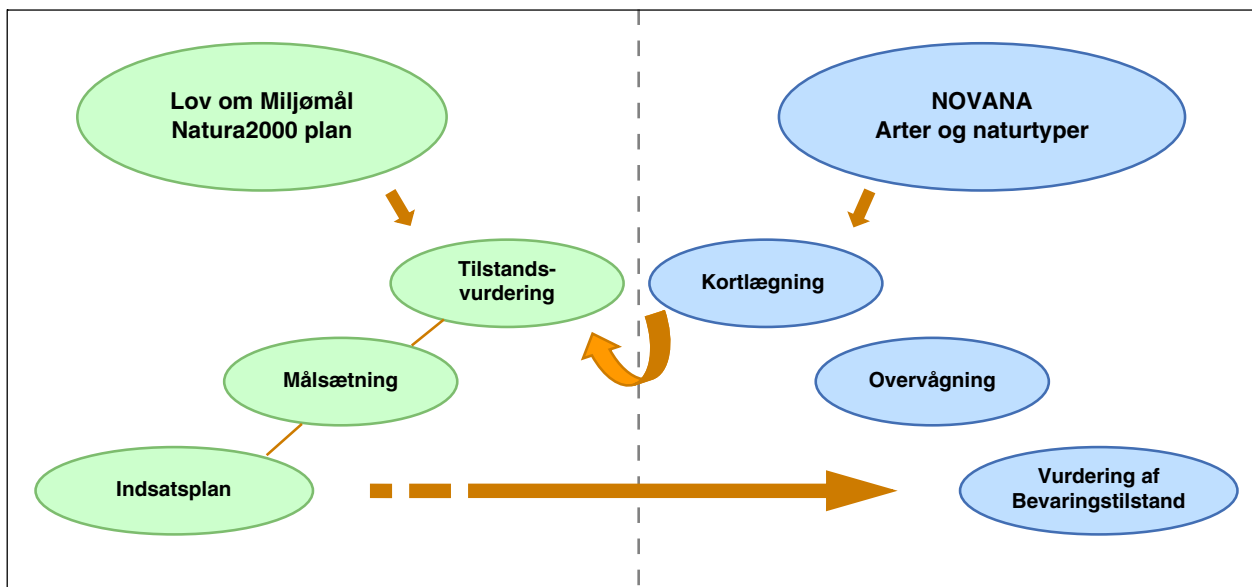 Lov om Miljømål
Natura2000 plan
NOVANA
Arter og naturtyper
Tilstands-
vurdering
Kortlægning
Målsætning
Overvågning
Indsatsplan
Vurdering af
Bevaringstilstand